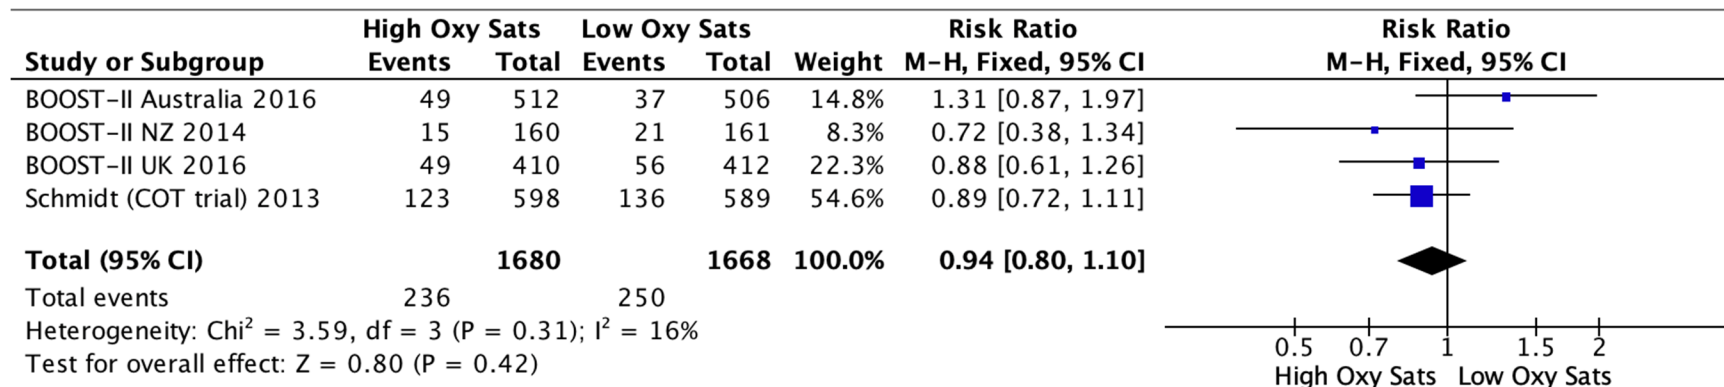 High Oxy Sats Low Oxy Sats Risk Ratio Risk Ratio
Study or Subgroup Events Total Events Total Weight M-H, Fixed, 95% CI M-H, Fixed, 95% CI
BOOST-II Australia 2016 49 512 37 506 14.8% 1.31 [0.87, 1.97]
BOOST-II NZ 2014 15 160 21 161 8.3% 0.72 [0.38, 1.34]
BOOST-II UK 2016 49 410 56 412 22.3% 0.88 [0.61, 1.26]
Schmidt (COT trial) 2013 123 598 136 589 54.6% 0.89 [0.72, 1.11]
Total (95% CI) 1680 1668 100.0% 0.94 [0.80, 1.10]
Total events 236 250
Heterogeneity: Chi² = 3.59, df = 3 (P = 0.31); I² = 16%
Test for overall effect: Z = 0.80 (P = 0.42)
0.5 0.7 1 1.5 2
High Oxy Sats Low Oxy Sats